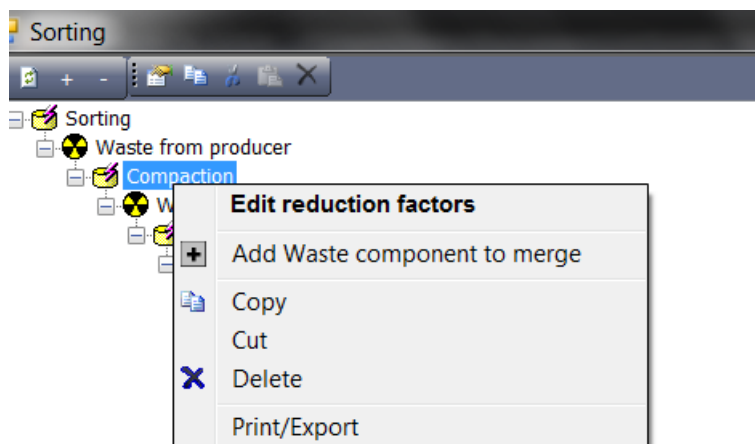 Sorting
+ -
Sorting
Waste from producer
Compaction
W
Edit reduction factors
Add Waste component to merge
Copy
Cut
Delete
Print/Export